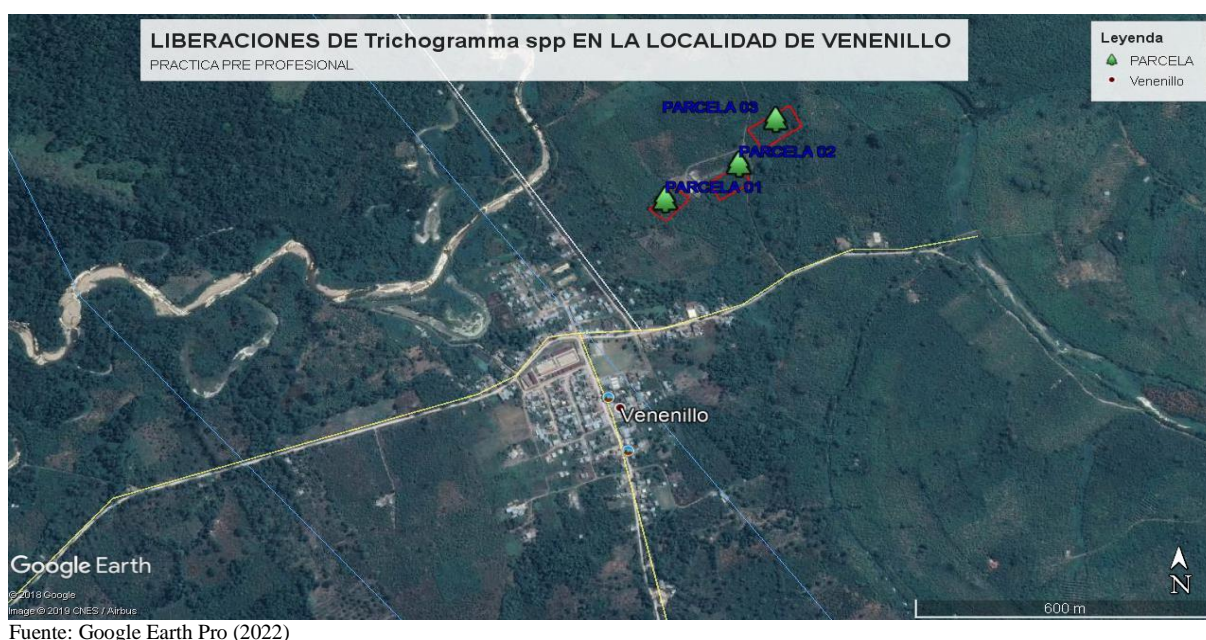 LIBERACIONES DE Trichogramma spp EN LA LOCALIDAD DE VENENILLO
PRACTICA PRE PROFESIONAL
Leyenda
PARCELA
Venenillo
PARCELA 03
PARCELA 02
PARCELA 01
Venenillo
Google Earth
© 2018 Google
Image © 2019 CNES / Airbus
N
600 m
Fuente: Google Earth Pro (2022)